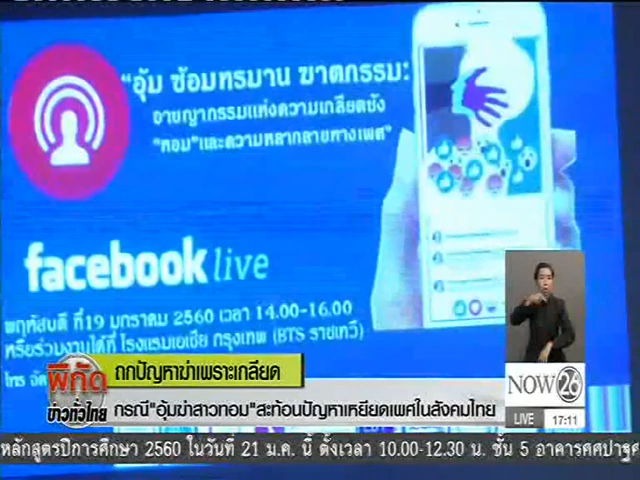 “อุ้ม ซ้อมทรมาน ฆาตกรรม:
อาชญากรรมแห่งความเกลียดชัง
"ทอม"และความหลากลายทางเพศ"
facebook live
พฤหัสบดี ที่19 มกราคม 2560 เวลา 14.00-16.00
หรือร่วมงานได้ที่ โรงแรมเอเชีย กรุงเทพ (BTS ราชเทวี)
โทร
พิกัด
ข่าวทั่วไทย
ถกปัญหาฆ่าเพราะเกลียด
กรณี"อุ้มฆ่าสาวทอม"สะท้อนปัญหาเหยียดเพศในสังคมไทย
NOW 26
LIVE 17:11
หลักสูตรปีการศึกษา 2560 ในวันที่ 21 ม.ค. นี้ ตั้งเวลา 10.00-12.30 น. ชั้น 5 อาคารศศปาฐศ